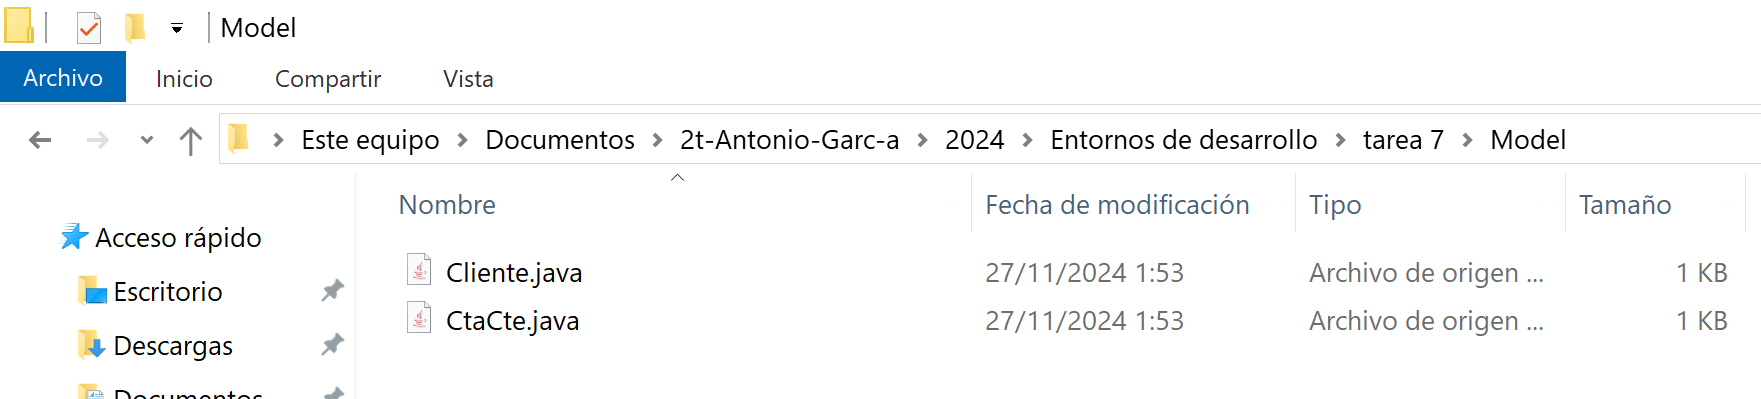 Model
Archivo Inicio Compartir Vista
Este equipo Documentos 2t-Antonio-Garc-a 2024 Entornos de desarrollo tarea 7 Model
Nombre Fecha de modificación Tipo Tamaño
Acceso rápido
Cliente.java 27/11/2024 1:53 Archivo de origen ... 1 KB
Escritorio
CtaCte.java 27/11/2024 1:53 Archivo de origen ... 1 KB
Descargas
Documentos